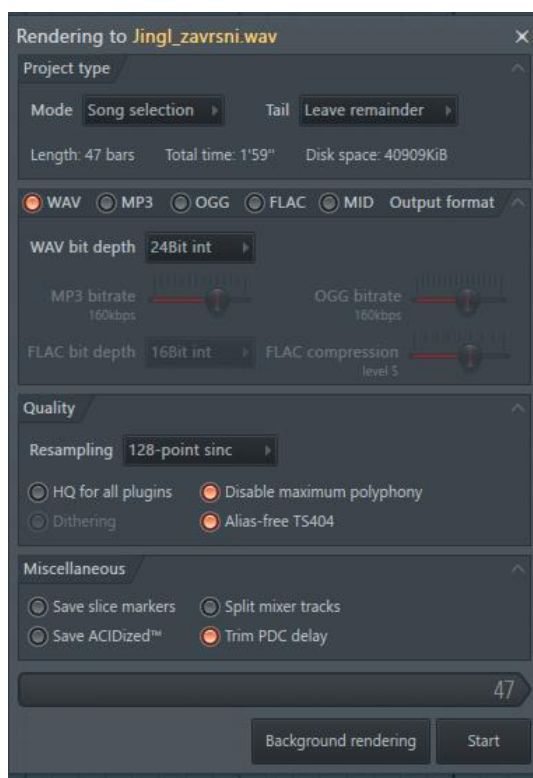 Rendering to Jingl_zavrsni.wav
Project type
Mode Song selection Tail Leave remainder
Length: 47 bars Total time: 1'59" Disk space: 40909KiB
WAV MP3 OGG FLAC MID Output format
WAV bit depth 24Bit int
MP3 bitrate OGG bitrate
160kbps 160kbps
FLAC bit depth 16Bit int FLAC compression
level 5
Quality
Resampling 128-point sinc
HQ for all plugins Disable maximum polyphony
Dithering Alias-free TS404
Miscellaneous
Save slice markers Split mixer tracks
Save ACIDized™ Trim PDC delay
47
Background rendering Start